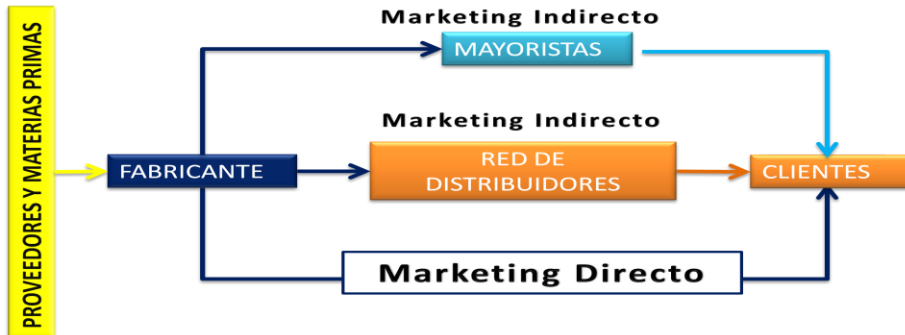 PROVEEDORES Y MATERIAS PRIMAS
Marketing Indirecto
MAYORISTAS
Marketing Indirecto
FABRICANTE
RED DE
DISTRIBUIDORES
CLIENTES
Marketing Directo